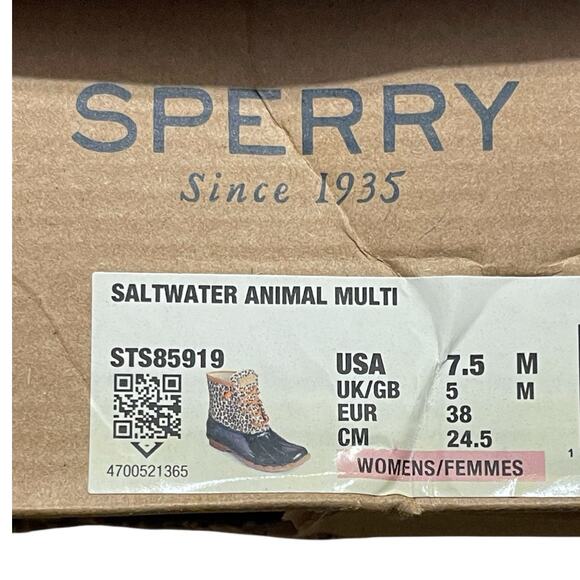 SPERRY
Since 1935
SALTWATER ANIMAL MULTI
STS85919
USA 7.5 M
UK/GB 5 M
EUR 38
CM 24.5
WOMENS/FEMMES
4700521365
1